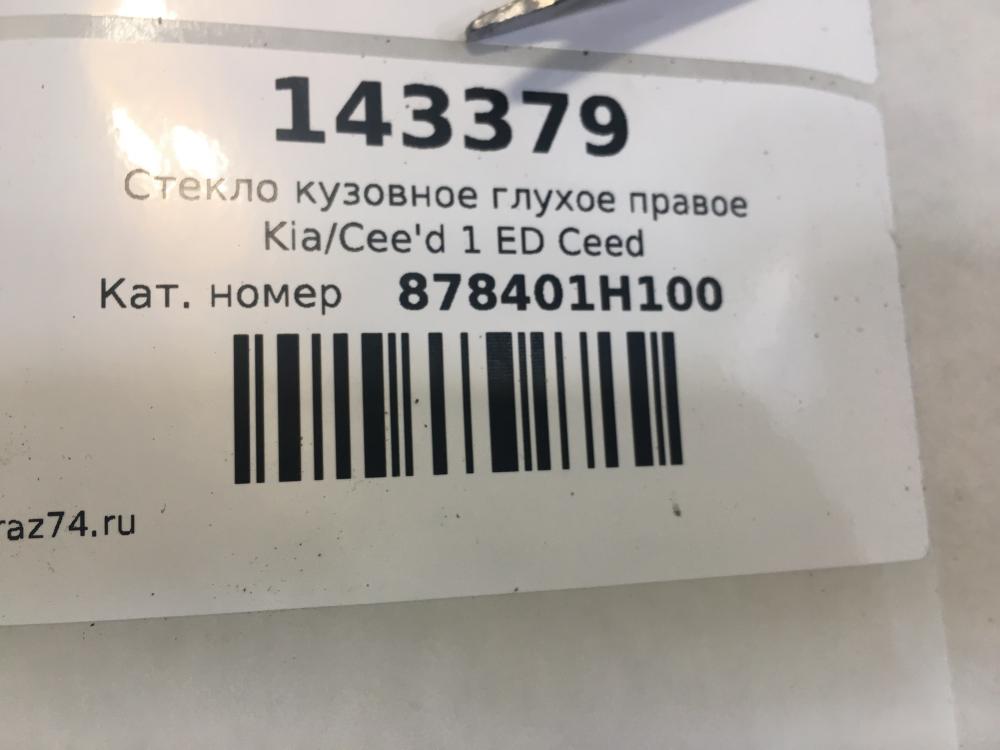 143379
Стекло кузовное глухое правое
Kia/Cee'd 1 ED Ceed
Кат. номер 878401H100
raz74.ru